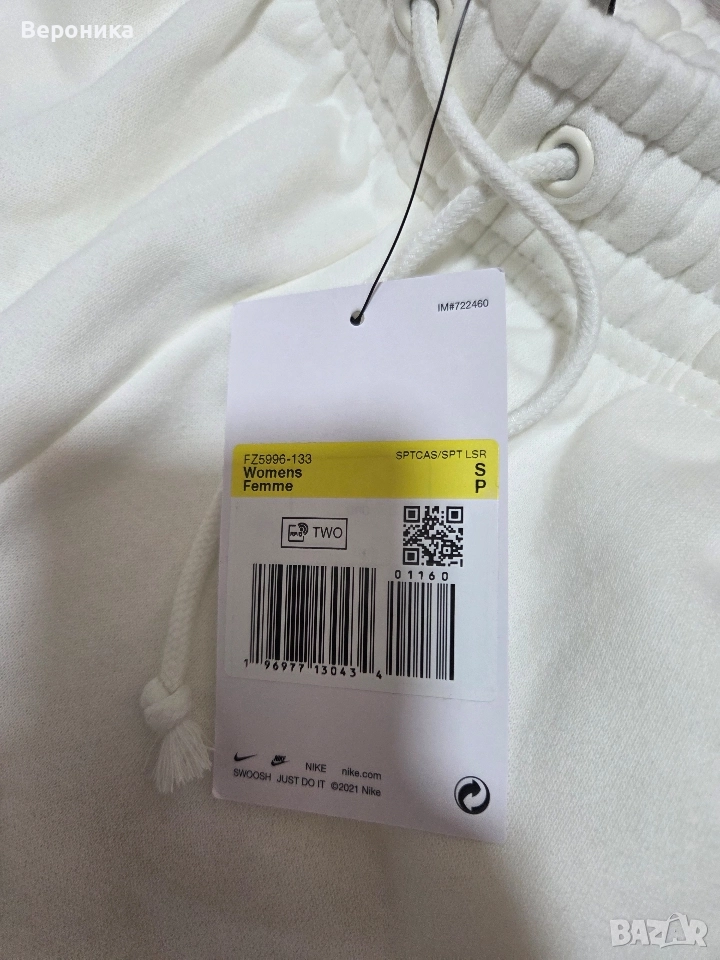 Вероника
IM#722460
FZ5996-133 SPTCAS/SPT LSR
Womens S
Femme P
TWO
01160
1 96977 13043 4
NIKE nike.com
SWOOSH JUST DO IT ©2021 Nike
BAZAR